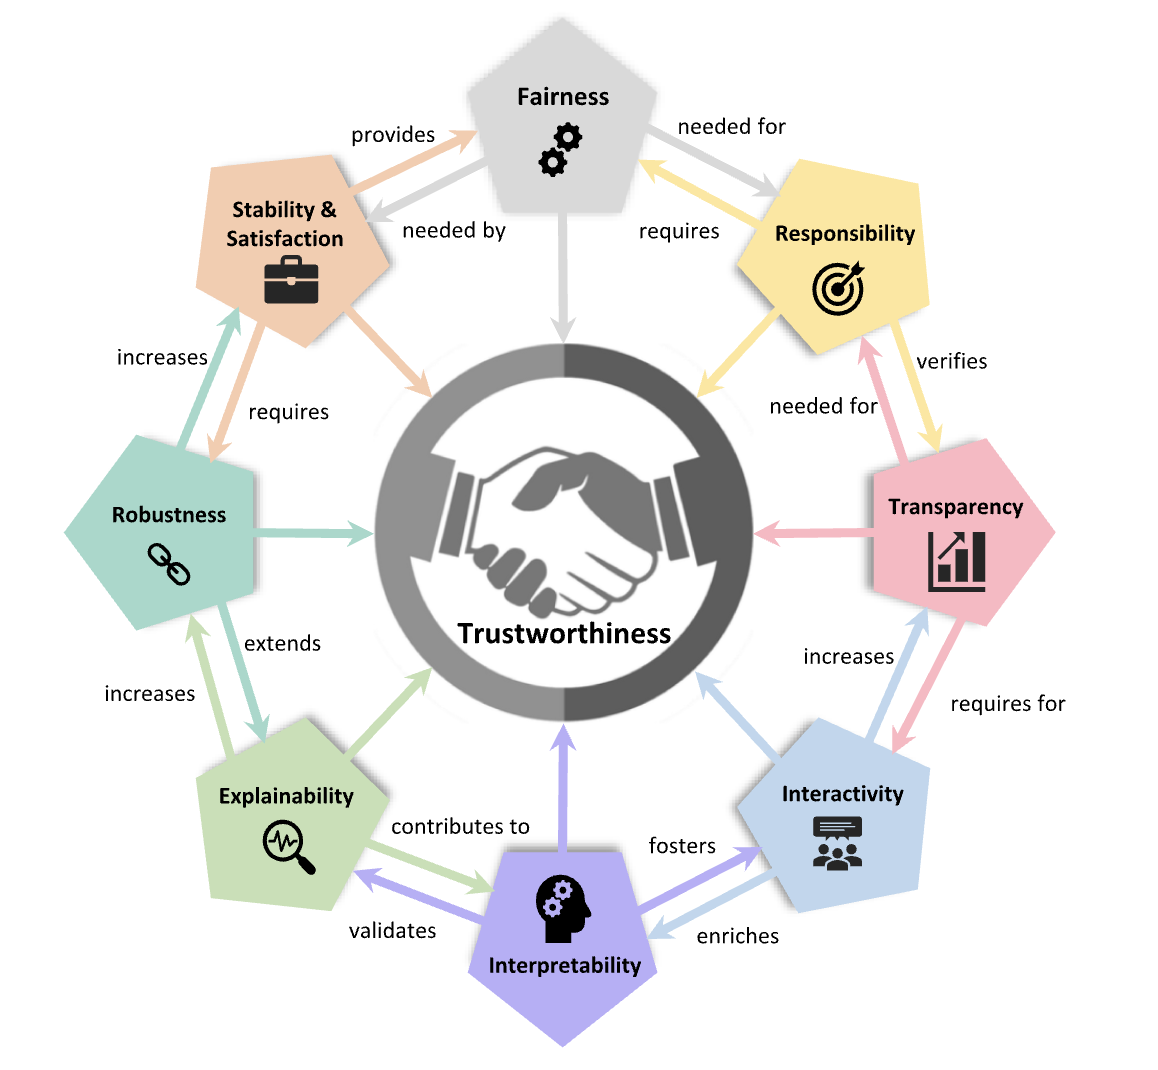 Fairness
provides
needed for
Stability &
Satisfaction
needed by
requires
Responsibility
increases
requires
verifies
needed for
Robustness
Transparency
Trustworthiness
extends
increases
increases
requires for
Explainability
Interactivity
contributes to
fosters
validates
enriches
Interpretability